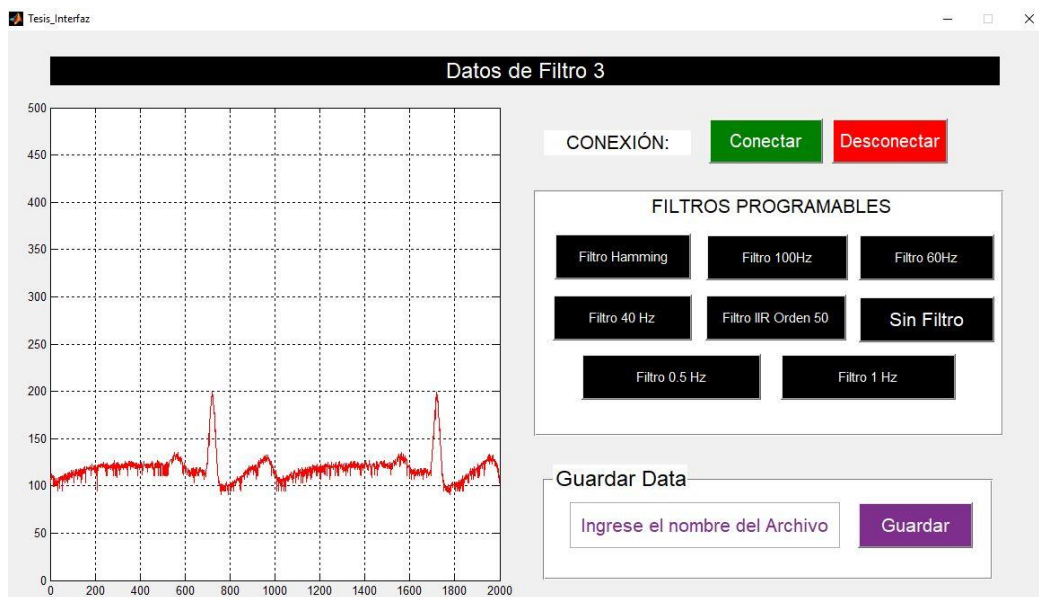 Tesis_Interfaz
Datos de Filtro 3
500
450
400
350
300
250
200
150
100
50
0
0 200 400 600 800 1000 1200 1400 1600 1800 2000
CONEXIÓN: Conectar Desconectar
FILTROS PROGRAMABLES
Filtro Hamming Filtro 100Hz Filtro 60Hz
Filtro 40 Hz Filtro IIR Orden 50 Sin Filtro
Filtro 0.5 Hz Filtro 1 Hz
Guardar Data
Ingrese el nombre del Archivo Guardar